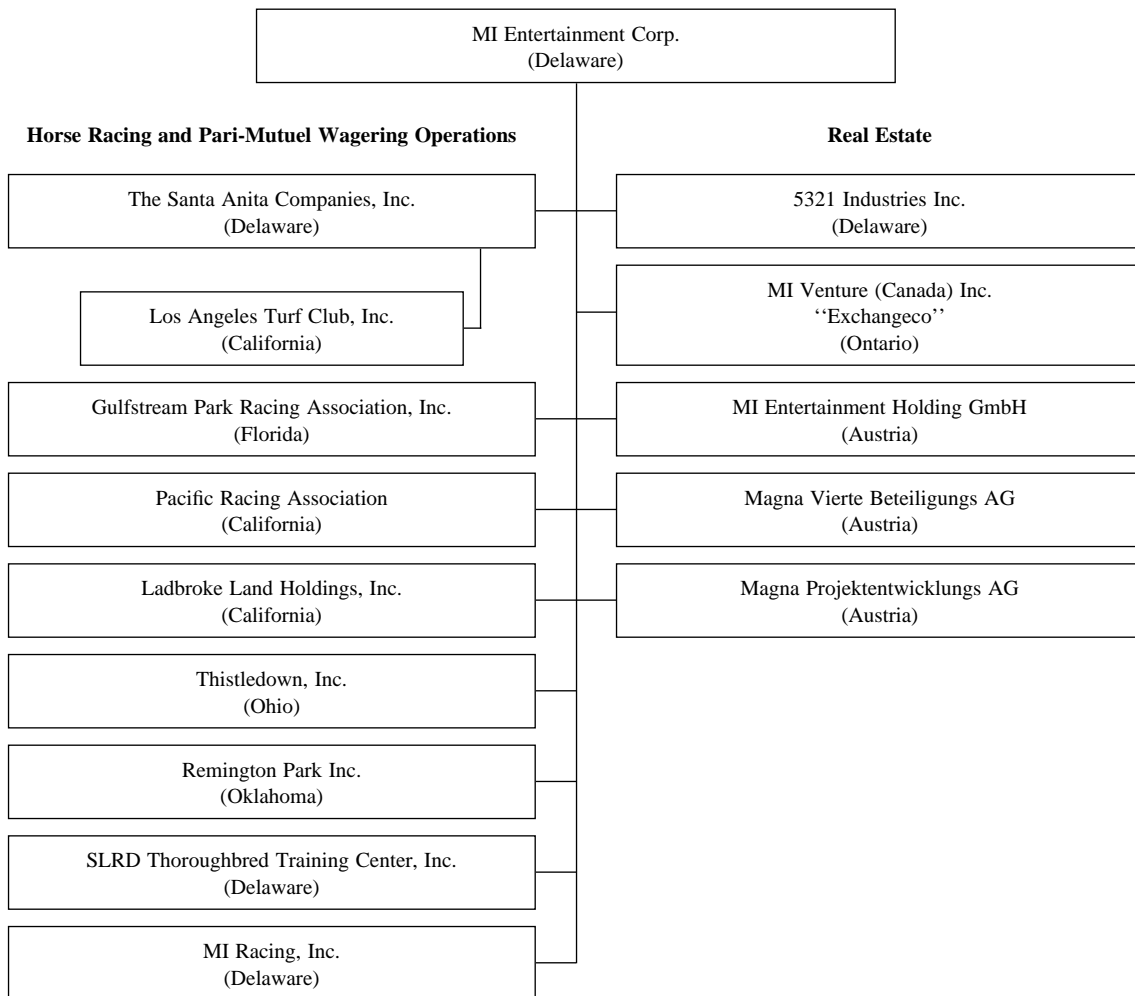 MI Entertainment Corp.
(Delaware)
Horse Racing and Pari-Mutuel Wagering Operations
The Santa Anita Companies, Inc.
(Delaware)
Los Angeles Turf Club, Inc.
(California)
Gulfstream Park Racing Association, Inc.
(Florida)
Pacific Racing Association
(California)
Ladbroke Land Holdings, Inc.
(California)
Thistledown, Inc.
(Ohio)
Remington Park Inc.
(Oklahoma)
SLRD Thoroughbred Training Center, Inc.
(Delaware)
MI Racing, Inc.
(Delaware)
Real Estate
5321 Industries Inc.
(Delaware)
MI Venture (Canada) Inc.
‘‘Exchangeco’’
(Ontario)
MI Entertainment Holding GmbH
(Austria)
Magna Vierte Beteiligungs AG
(Austria)
Magna Projektentwicklungs AG
(Austria)